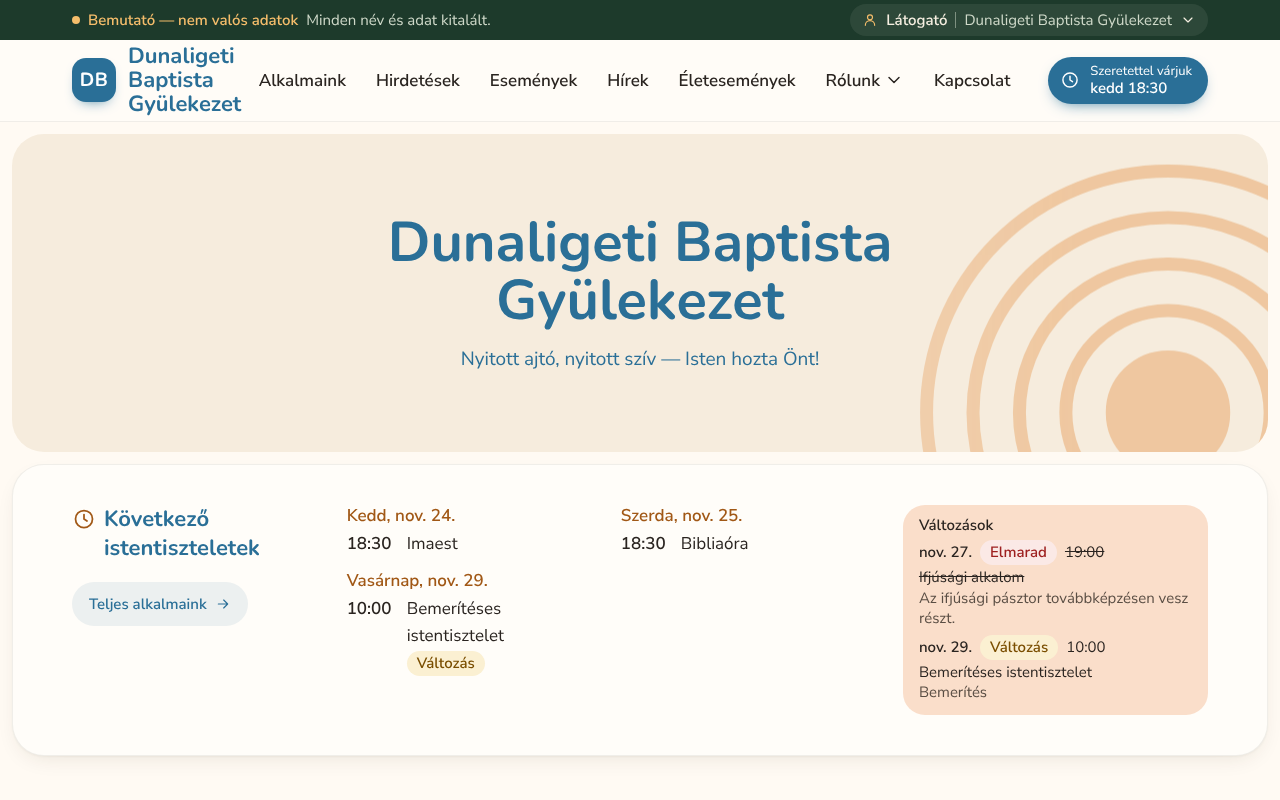 Bemutató — nem valós adatok Minden név és adat kitalált.
Látogató Dunaligeti Baptista Gyülekezet
DB
Dunaligeti
Baptista
Gyülekezet
Alkalmaink Hirdetések Események Hírek Életesemények Rólunk Kapcsolat
Szeretettel várjuk
kedd 18:30
Dunaligeti Baptista
Gyülekezet
Nyitott ajtó, nyitott szív — Isten hozta Önt!
Következő
istentiszteletek
Teljes alkalmaink
Kedd, nov. 24.
18:30 Imaest
Vasárnap, nov. 29.
10:00 Bemerítéses
istentisztelet
Változás
Szerda, nov. 25.
18:30 Bibliaóra
Változások
nov. 27. Elmarad 19:00
Ifjúsági alkalom
Az ifjúsági pásztor továbbképzésen vesz
részt.
nov. 29. Változás 10:00
Bemerítéses istentisztelet
Bemerítés